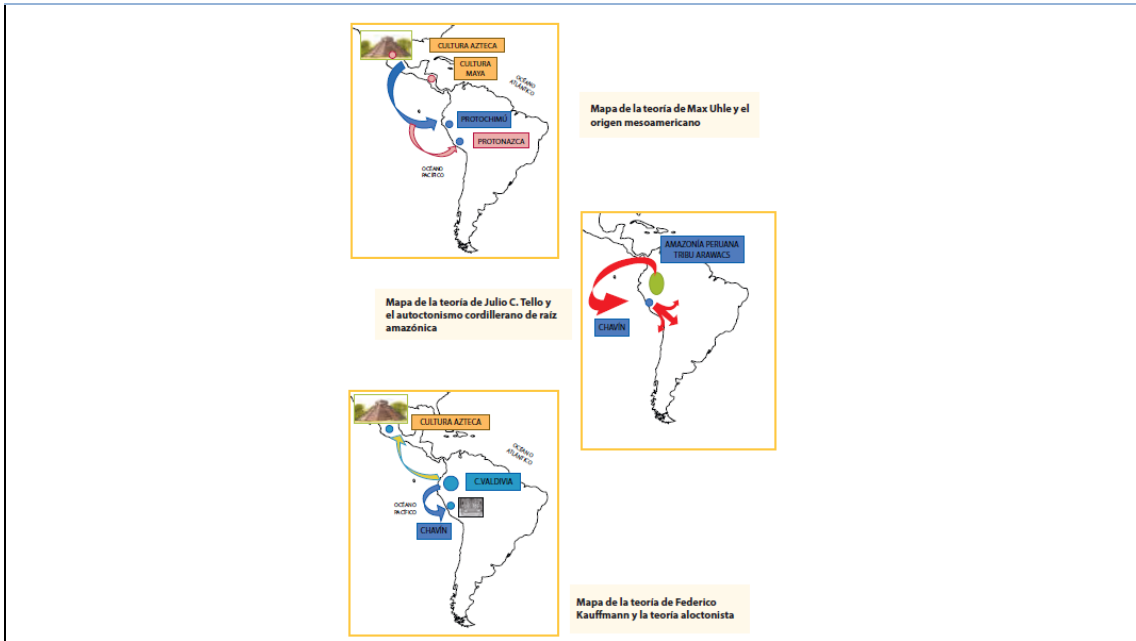 CULTURA AZTECA
CULTURA
MAYA
OCÉANO
ATLÁNTICO
PROTOCHIMÚ
PROTONAZCA
OCÉANO
PACÍFICO
Mapa de la teoría de Max Uhle y el
origen mesoamericano
AMAZONÍA PERUANA
TRIBU ARAWACS
CHAVÍN
Mapa de la teoría de Julio C. Tello y
el autoctonismo cordillerano de raíz
amazónica
CULTURA AZTECA
OCÉANO
ATLÁNTICO
C.VALDIVIA
OCÉANO
PACÍFICO
CHAVÍN
Mapa de la teoría de Federico
Kauffmann y la teoría aloctonista